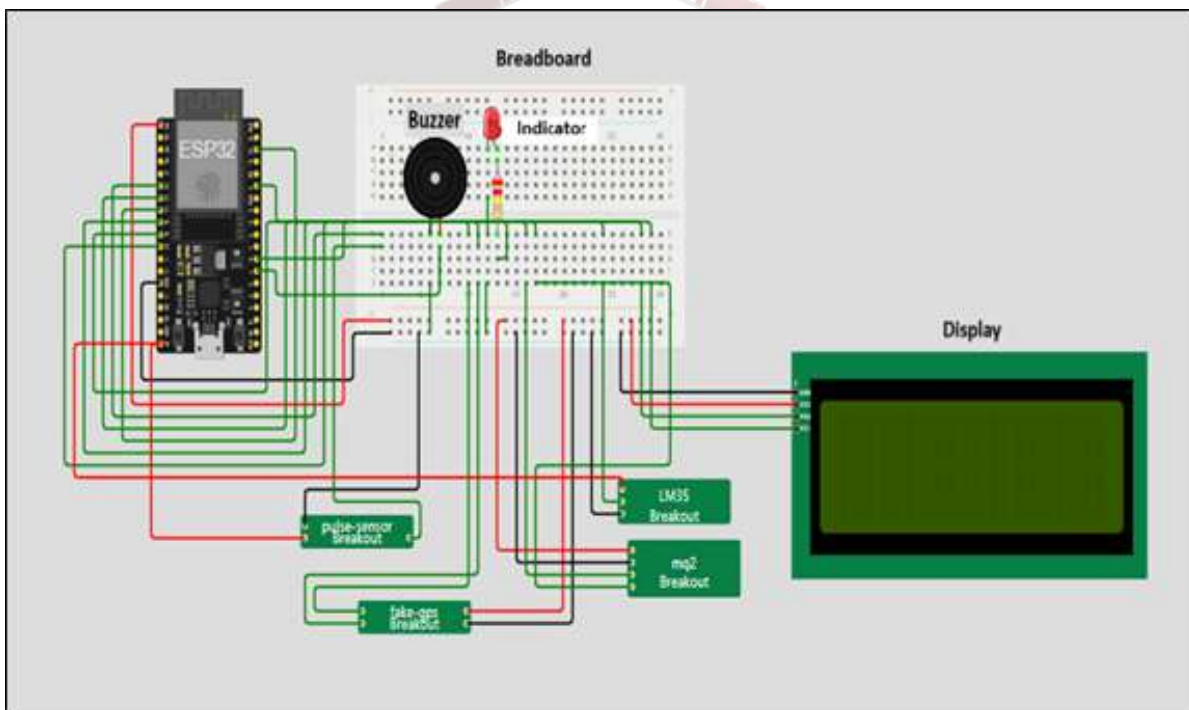 Breadboard
ESP32
Buzzer
Indicator
Display
LM35
Breakout
pulse-sensor
Breakout
mq2
Breakout
fake-gps
Breakout